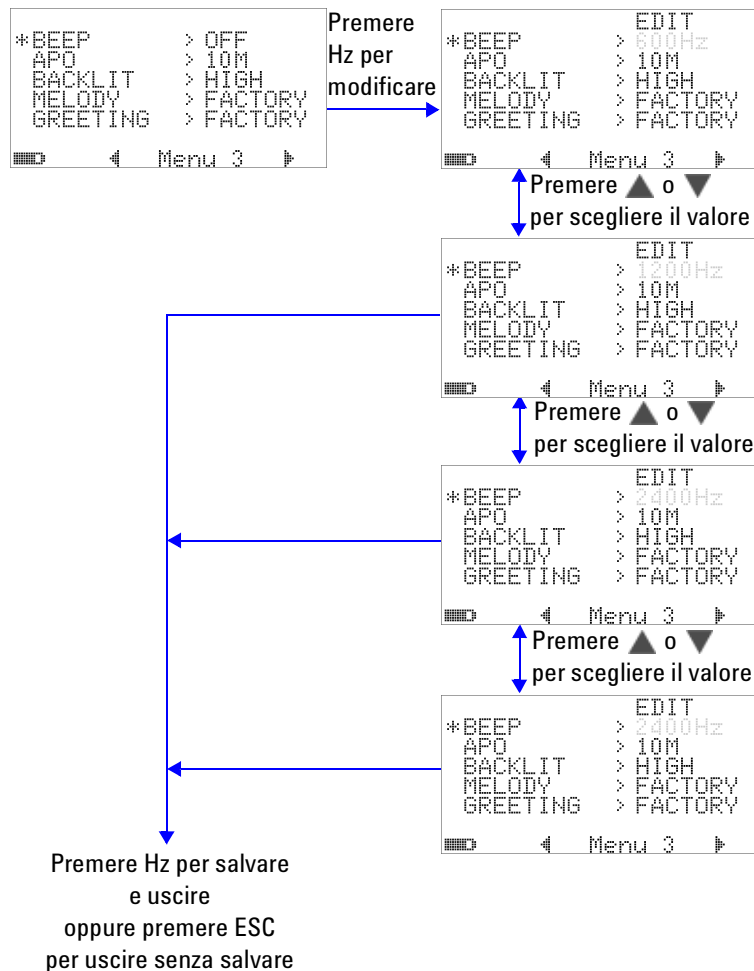 *BEEP > OFF
APO > 10M
BACKLIT > HIGH
MELODY > FACTORY
GREETING > FACTORY
Menu 3
Premere
Hz per
modificare
EDIT
*BEEP > 600Hz
APO > 10M
BACKLIT > HIGH
MELODY > FACTORY
GREETING > FACTORY
Menu 3
Premere ▲ o ▼
per scegliere il valore
EDIT
*BEEP > 1200Hz
APO > 10M
BACKLIT > HIGH
MELODY > FACTORY
GREETING > FACTORY
Menu 3
Premere ▲ o ▼
per scegliere il valore
EDIT
*BEEP > 2400Hz
APO > 10M
BACKLIT > HIGH
MELODY > FACTORY
GREETING > FACTORY
Menu 3
Premere ▲ o ▼
per scegliere il valore
EDIT
*BEEP > 2400Hz
APO > 10M
BACKLIT > HIGH
MELODY > FACTORY
GREETING > FACTORY
Menu 3
Premere Hz per salvare
e uscire
oppure premere ESC
per uscire senza salvare